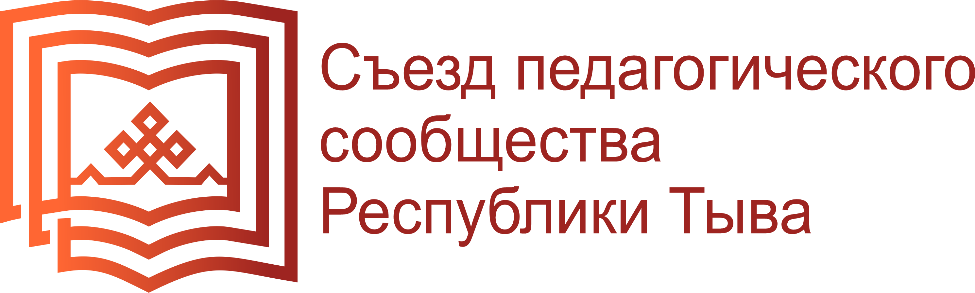 Съезд педагогического
сообщества
Республики Тыва